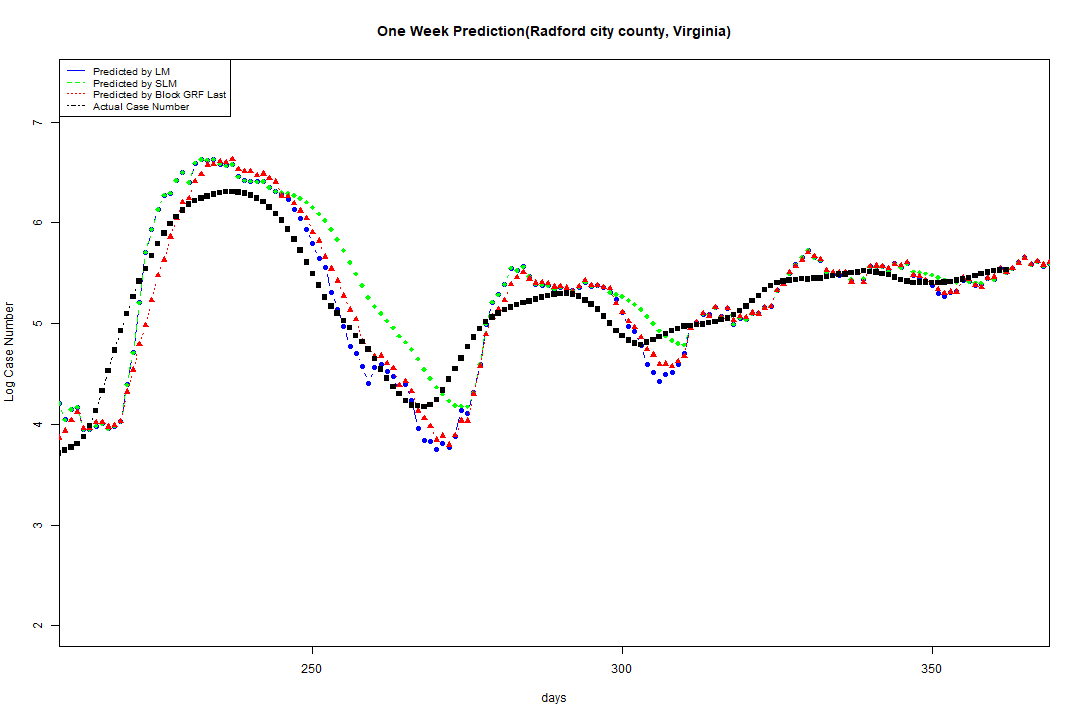 One Week Prediction(Radford city county, Virginia)
Predicted by LM
Predicted by SLM
Predicted by Block GRF Last
Actual Case Number
7
6
5
4
3
2
Log Case Number
250
300
350
days